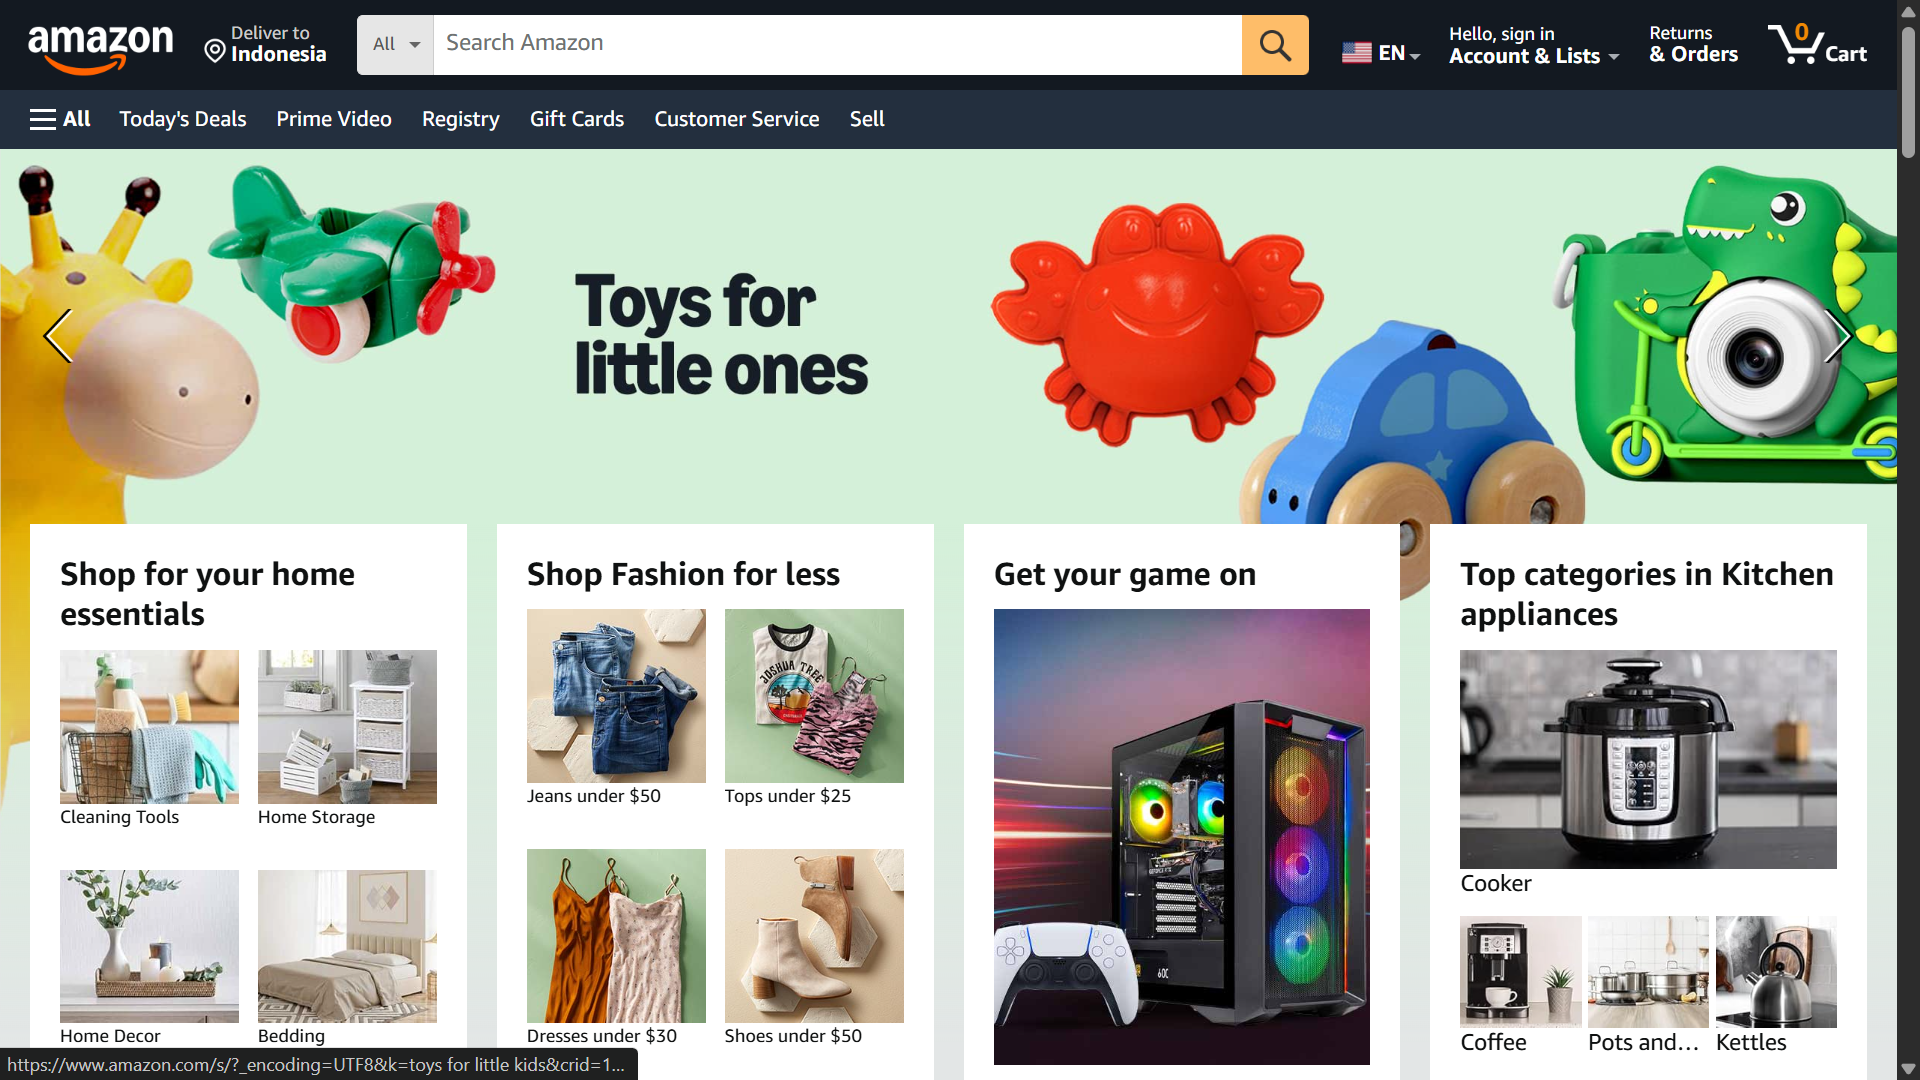 amazon
Deliver to
Indonesia
All
Search Amazon
EN
Hello, sign in
Account & Lists
Returns
& Orders
0
Cart
All
Today's Deals
Prime Video
Registry
Gift Cards
Customer Service
Sell
Toys for
little ones
Shop for your home
essentials
Cleaning Tools
Home Storage
Home Decor
Bedding
Shop Fashion for less
JOSHUA TREE
Jeans under $50
Tops under $25
Dresses under $30
Shoes under $50
Get your game on
Top categories in Kitchen
appliances
Cooker
Coffee
Pots and...
Kettles
https://www.amazon.com/s/?_encoding=UTF8&k=toys for little kids&crid=1...